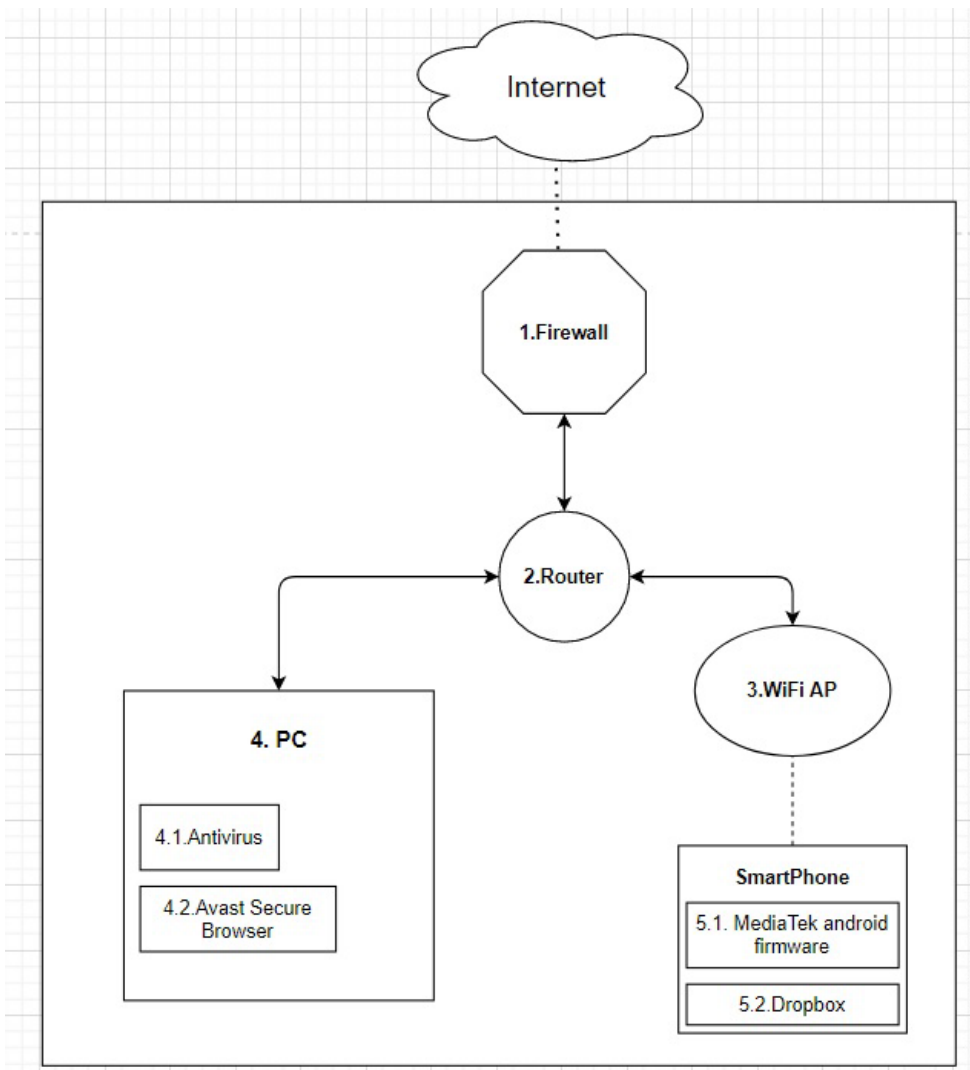 Internet
1.Firewall
2.Router
3.WiFi AP
4. PC
4.1.Antivirus
4.2.Avast Secure
Browser
SmartPhone
5.1. MediaTek android
firmware
5.2.Dropbox